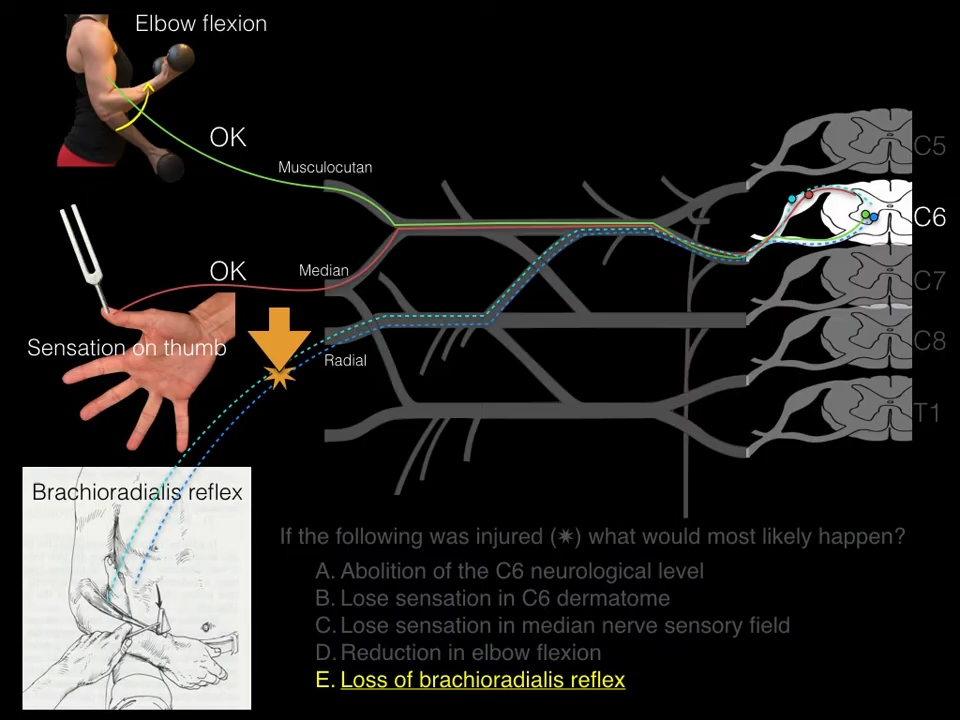 Elbow flexion
OK
Musculocutan
C5
C6
OK
Median
C7
Sensation on thumb
Radial
C8
T1
Brachioradialis reflex
If the following was injured (✷) what would most likely happen?
A. Abolition of the C6 neurological level
B. Lose sensation in C6 dermatome
C. Lose sensation in median nerve sensory field
D. Reduction in elbow flexion
E. Loss of brachioradialis reflex